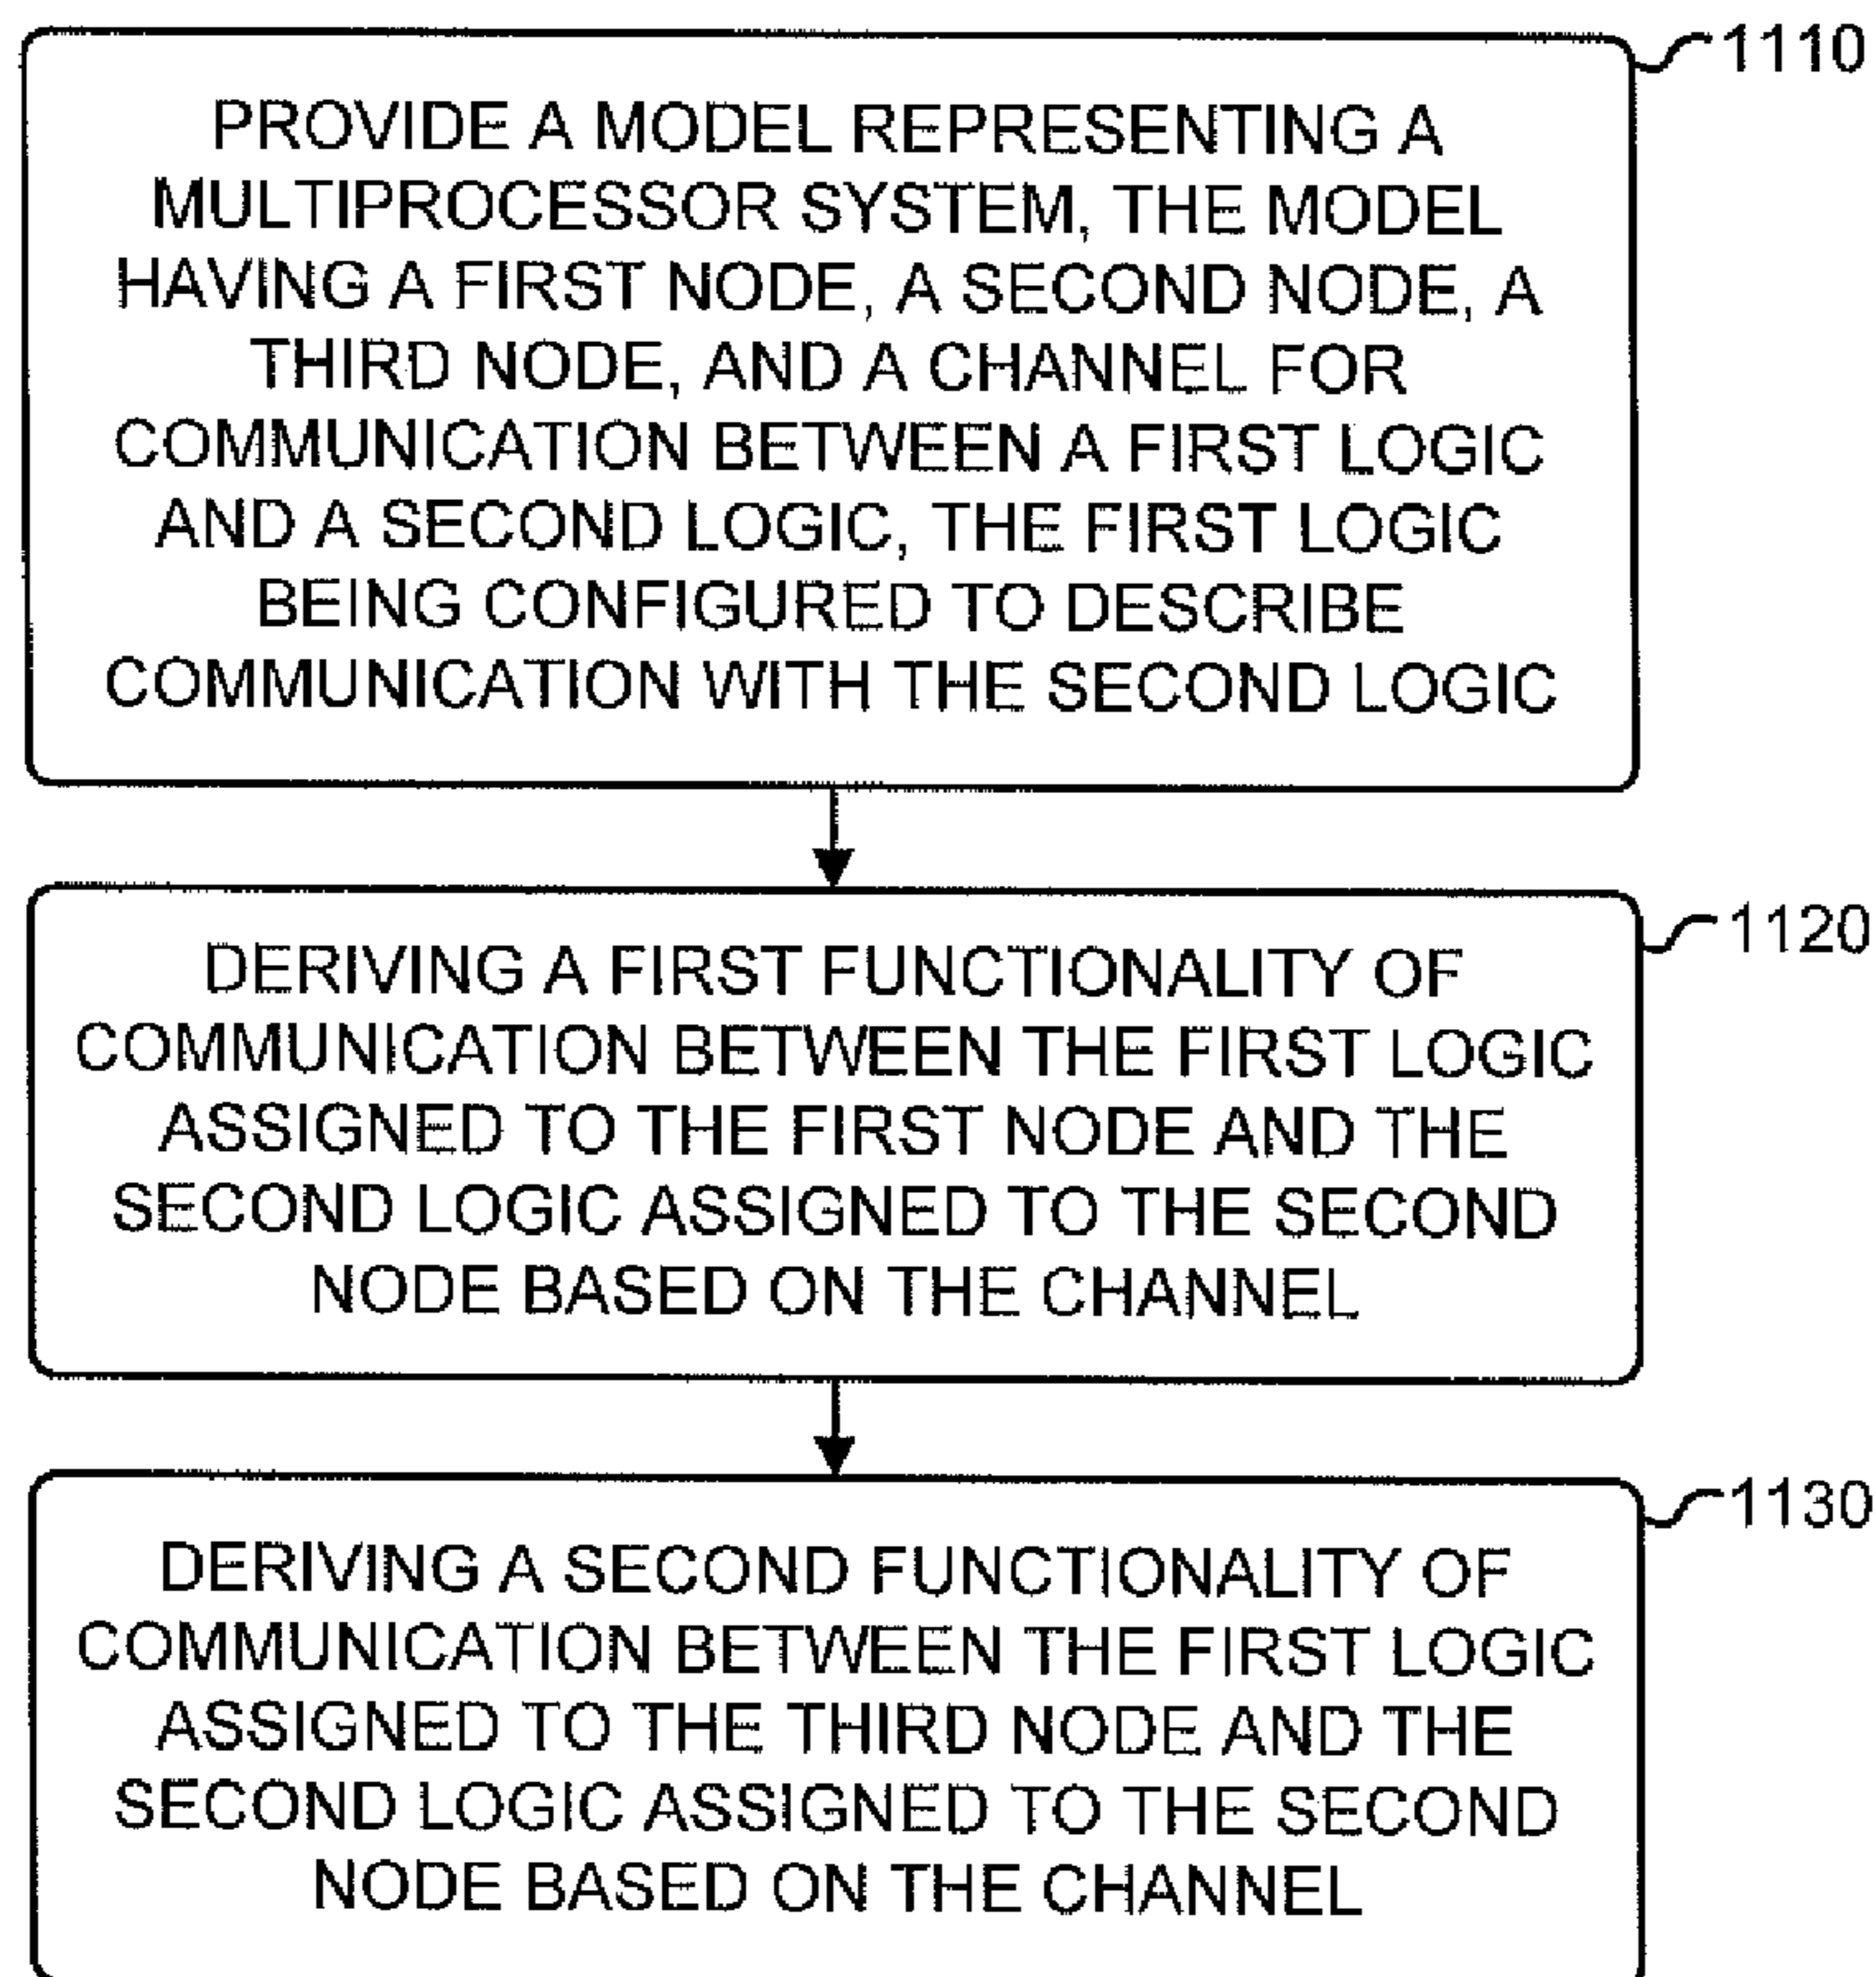 1110
PROVIDE A MODEL REPRESENTING A
MULTIPROCESSOR SYSTEM, THE MODEL
HAVING A FIRST NODE, A SECOND NODE, A
THIRD NODE, AND A CHANNEL FOR
COMMUNICATION BETWEEN A FIRST LOGIC
AND A SECOND LOGIC, THE FIRST LOGIC
BEING CONFIGURED TO DESCRIBE
COMMUNICATION WITH THE SECOND LOGIC
1120
DERIVING A FIRST FUNCTIONALITY OF
COMMUNICATION BETWEEN THE FIRST LOGIC
ASSIGNED TO THE FIRST NODE AND THE
SECOND LOGIC ASSIGNED TO THE SECOND
NODE BASED ON THE CHANNEL
1130
DERIVING A SECOND FUNCTIONALITY OF
COMMUNICATION BETWEEN THE FIRST LOGIC
ASSIGNED TO THE THIRD NODE AND THE
SECOND LOGIC ASSIGNED TO THE SECOND
NODE BASED ON THE CHANNEL